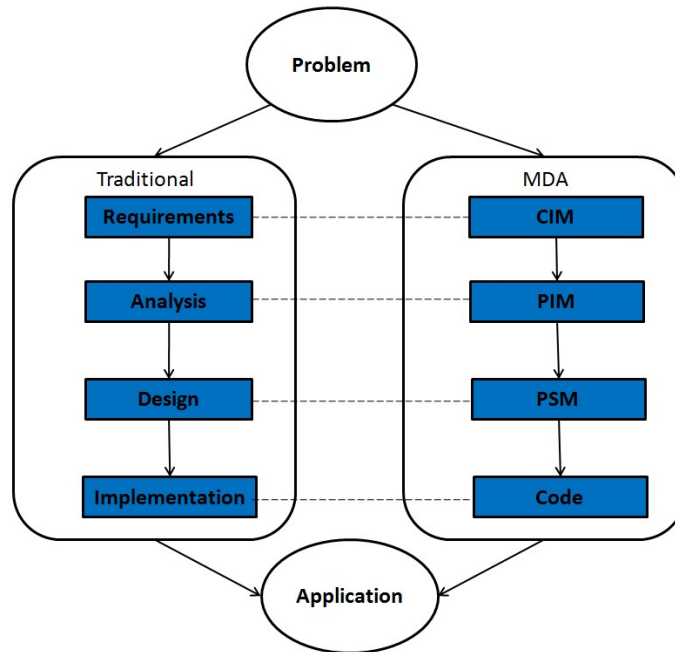 Problem
Traditional
Requirements
Analysis
Design
Implementation
MDA
CIM
PIM
PSM
Code
Application